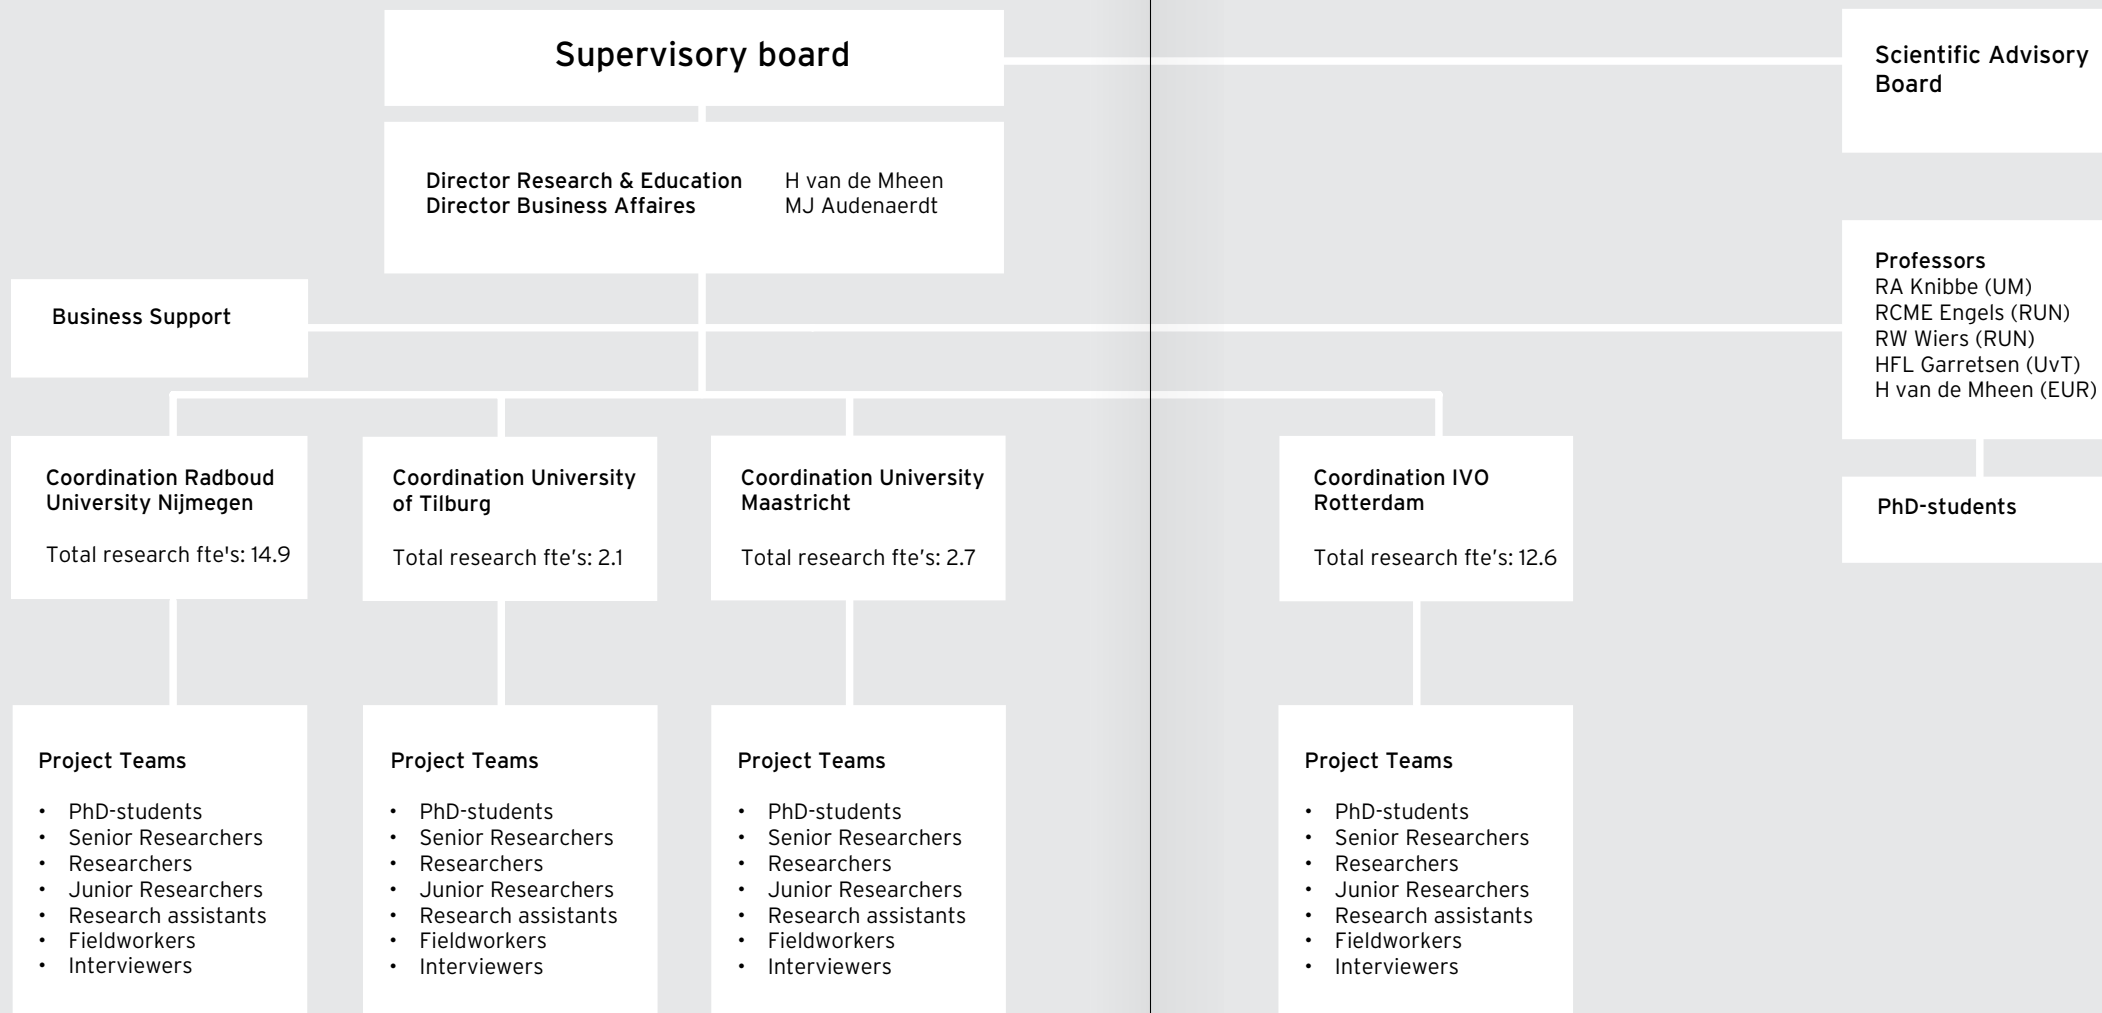 Supervisory board
Scientific Advisory
Board
Director Research & Education H van de Mheen
Director Business Affaires MJ Audenaerdt
Business Support
Professors
RA Knibbe (UM)
RCME Engels (RUN)
RW Wiers (RUN)
HFL Garretsen (UvT)
H van de Mheen (EUR)
PhD-students
Coordination Radboud
University Nijmegen
Total research fte's: 14.9
Coordination University
of Tilburg
Total research fte’s: 2.1
Coordination University
Maastricht
Total research fte’s: 2.7
Coordination IVO
Rotterdam
Total research fte’s: 12.6
Project Teams
• PhD-students
• Senior Researchers
• Researchers
• Junior Researchers
• Research assistants
• Fieldworkers
• Interviewers
Project Teams
• PhD-students
• Senior Researchers
• Researchers
• Junior Researchers
• Research assistants
• Fieldworkers
• Interviewers
Project Teams
• PhD-students
• Senior Researchers
• Researchers
• Junior Researchers
• Research assistants
• Fieldworkers
• Interviewers
Project Teams
• PhD-students
• Senior Researchers
• Researchers
• Junior Researchers
• Research assistants
• Fieldworkers
• Interviewers